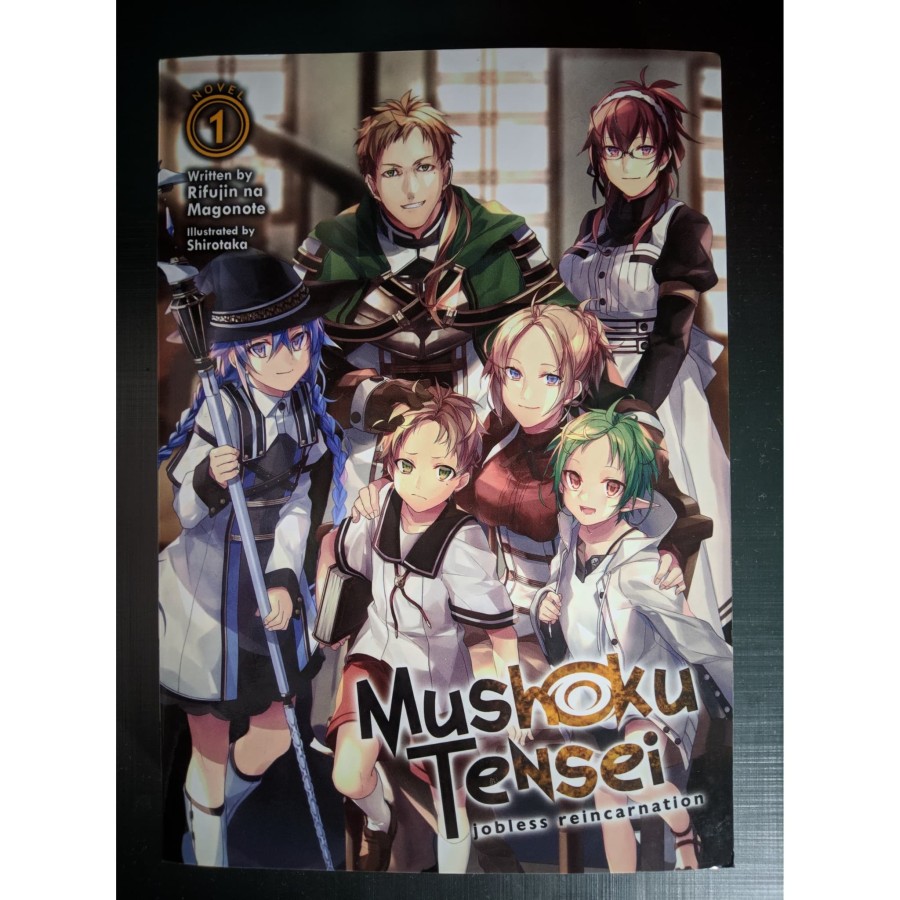 NOVEL
1
Written by
Rifujin na
Magonote
Illustrated by
Shirotaka
Mushoku
Tensei
jobless reincarnation